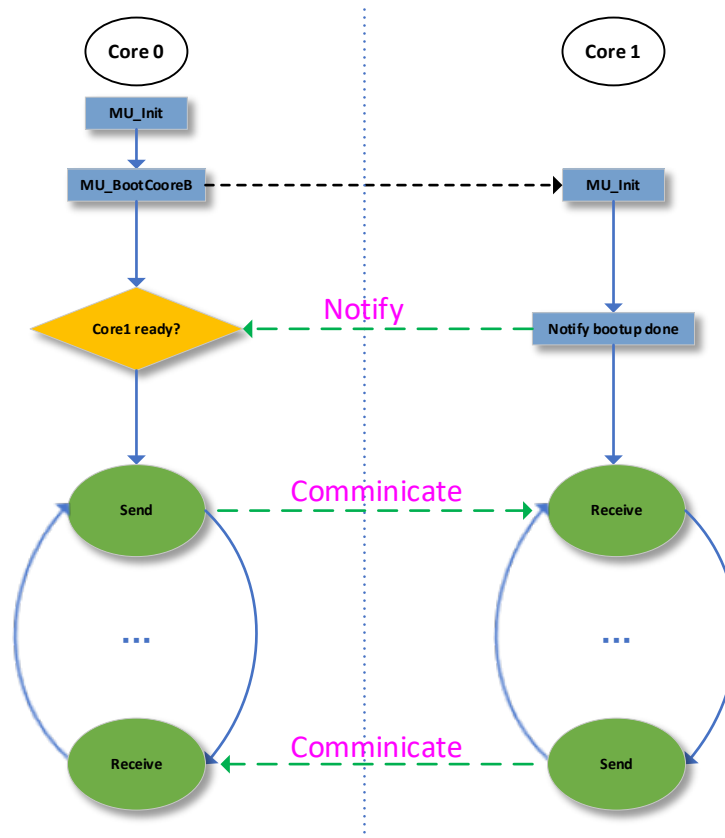 Core 0
Core 1
MU_Init
MU_BootCooreB
MU_Init
Notify
Core1 ready?
Notify bootup done
Comminicate
Send
Receive
...
...
Comminicate
Receive
Send